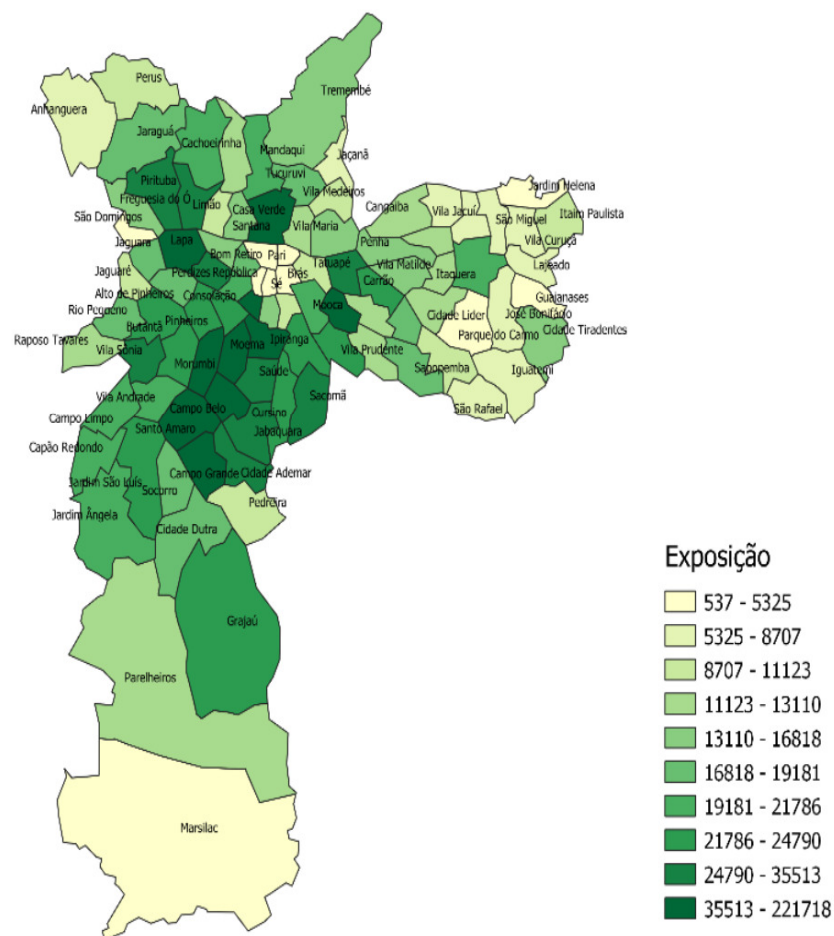 Perus
Tremembé
Anhanguera
Jaraguá
Cachoeirinha
Mandaqui
Jaçanã
Tucuruvi
Pirituba
Freguesia do Ó
Limão
Vila Medeiros
Casa Verde
Santana
São Domingos
Vila Maria
Cangaíba
Vila Jacuí
Jardim Helena
São Miguel
Itaim Paulista
Vila Curuçá
Jaguara
Lapa
Bom Retiro
Pari
Penha
Jaguaré
Perdizes
República
Brás
Tatuapé
Vila Matilde
Itaquera
Lajeado
Sé
Carrão
Alto de Pinheiros
Consolação
Guaianases
Rio Pequeno
Mooca
Cidade Líder
José Bonifácio
Butantã
Pinheiros
Parque do Carmo
Cidade Tiradentes
Raposo Tavares
Vila Sônia
Moema
Ipiranga
Vila Prudente
Morumbi
Saúde
Sapopemba
Iguatemi
Vila Andrade
Campo Belo
Sacomã
São Rafael
Campo Limpo
Santo Amaro
Cursino
Jabaquara
Capão Redondo
Campo Grande
Cidade Ademar
Jardim São Luís
Socorro
Pedreira
Jardim Ângela
Cidade Dutra
Grajaú
Parelheiros
Marsilac
Exposição
537 - 5325
5325 - 8707
8707 - 11123
11123 - 13110
13110 - 16818
16818 - 19181
19181 - 21786
21786 - 24790
24790 - 35513
35513 - 221718